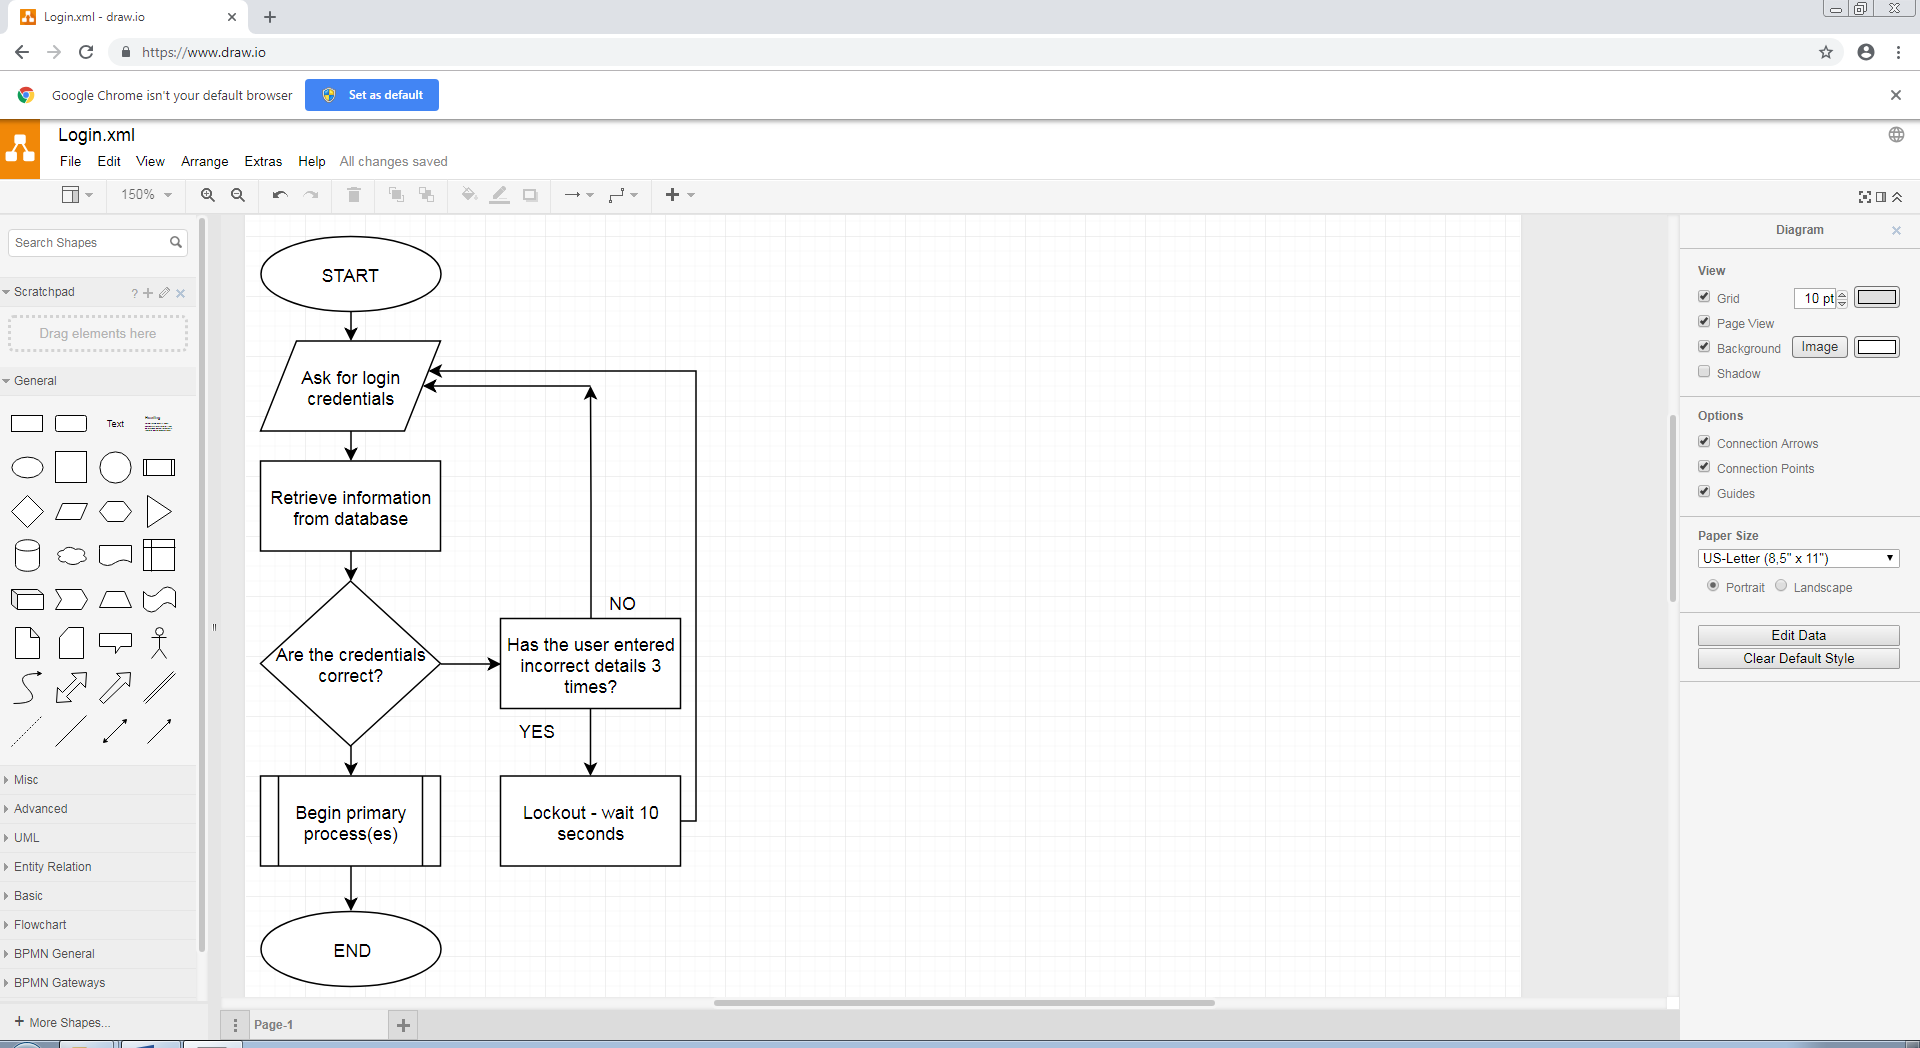 Login.xml - draw.io
https://www.draw.io
Google Chrome isn't your default browser
Set as default
Login.xml
File Edit View Arrange Extras Help All changes saved
150%
Search Shapes
Scratchpad
?
Drag elements here
General
Text
Misc
Advanced
UML
Entity Relation
Basic
Flowchart
BPMN General
BPMN Gateways
+ More Shapes...
START
Ask for login
credentials
Retrieve information
from database
Are the credentials
correct?
NO
Has the user entered
incorrect details 3
times?
YES
Begin primary
process(es)
Lockout - wait 10
seconds
END
Page-1
Diagram
View
Grid
10 pt
Page View
Background
Image
Shadow
Options
Connection Arrows
Connection Points
Guides
Paper Size
US-Letter (8,5" x 11")
Portrait Landscape
Edit Data
Clear Default Style